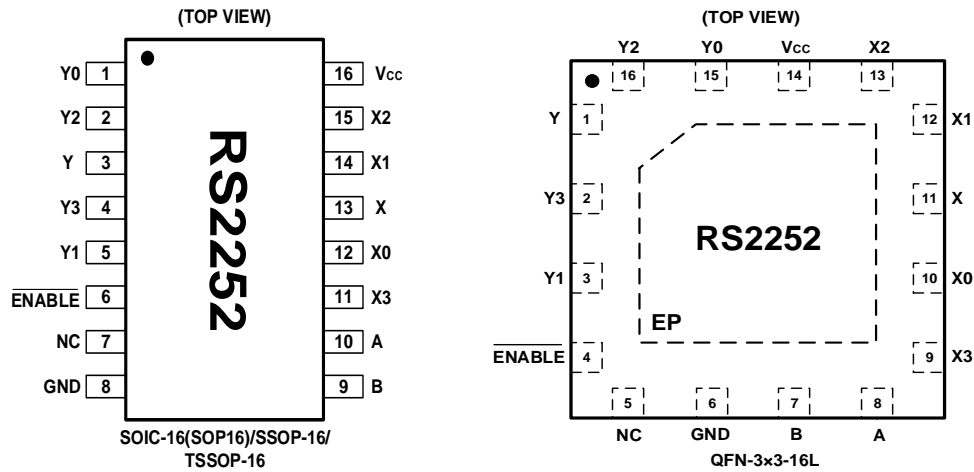 (TOP VIEW)
Y0 1 16 Vcc
Y2 2 15 X2
Y 3 14 X1
Y3 4 13 X
Y1 5 12 X0
ENABLE 6 11 X3
NC 7 10 A
GND 8 9 B
RS2252
SOIC-16(SOP16)/SSOP-16/
TSSOP-16
(TOP VIEW)
Y2 Y0 Vcc X2
16 15 14 13
Y 1 12 X1
Y3 2 11 X
RS2252
Y1 3 10 X0
EP
ENABLE 4 9 X3
5 6 7 8
NC GND B A
QFN-3×3-16L